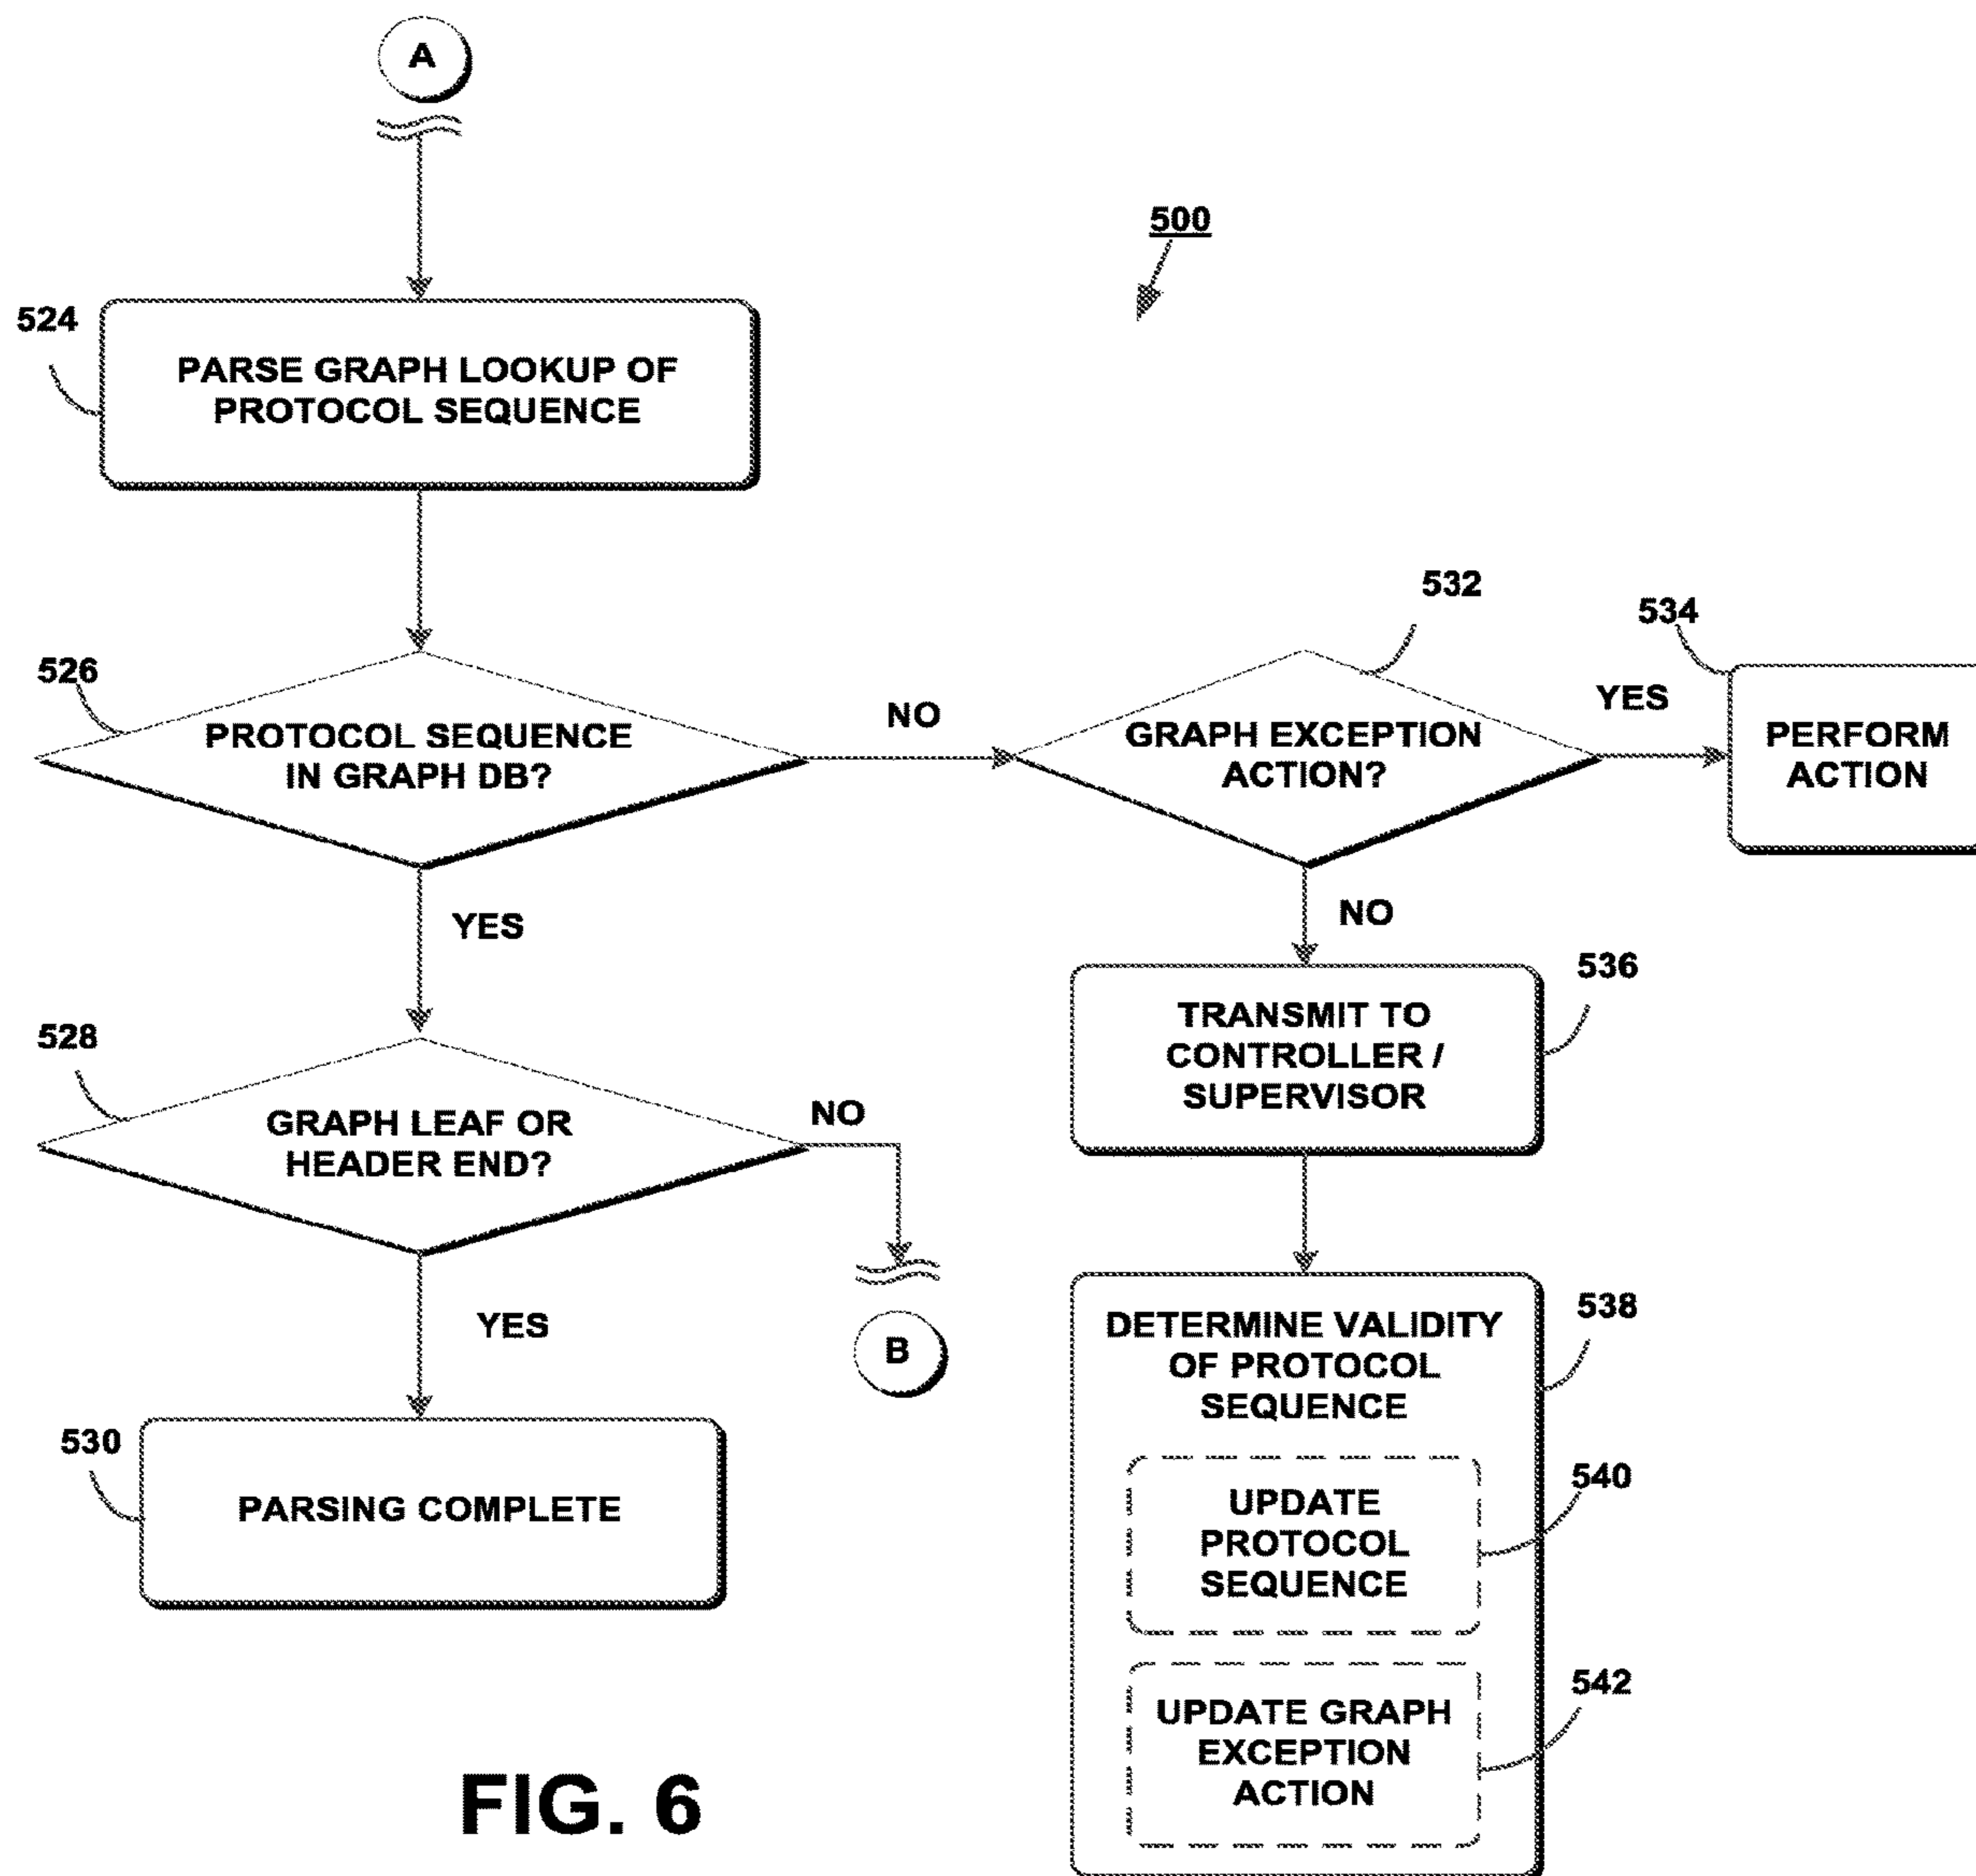 A
500
524
PARSE GRAPH LOOKUP OF
PROTOCOL SEQUENCE
526
PROTOCOL SEQUENCE
IN GRAPH DB?
NO
532
GRAPH EXCEPTION
ACTION?
YES
534
PERFORM
ACTION
YES
NO
528
GRAPH LEAF OR
HEADER END?
NO
B
536
TRANSMIT TO
CONTROLLER /
SUPERVISOR
YES
530
PARSING COMPLETE
538
DETERMINE VALIDITY
OF PROTOCOL
SEQUENCE
540
UPDATE
PROTOCOL
SEQUENCE
542
UPDATE GRAPH
EXCEPTION
ACTION
FIG. 6